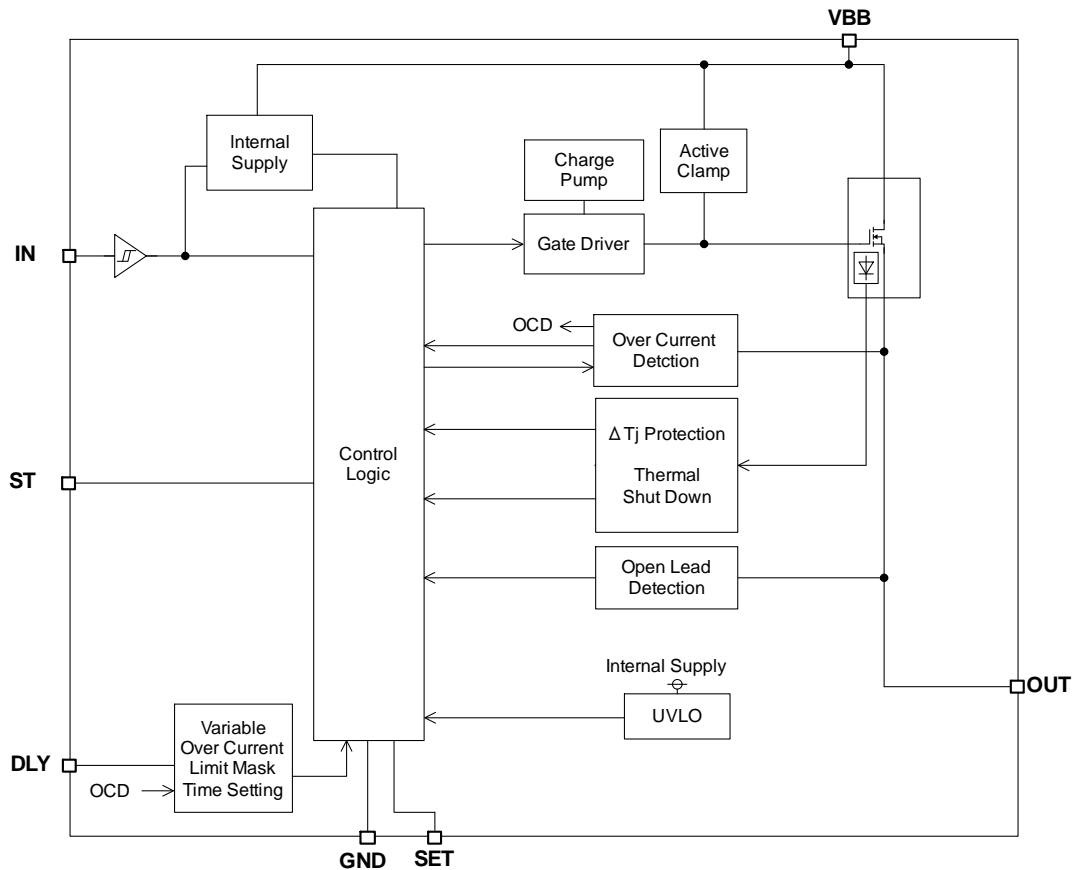 VBB
Internal
Supply
Charge
Pump
Active
Clamp
IN
Gate Driver
OCD
Over Current
Detction
Control
Logic
Δ Tj Protection
Thermal
Shut Down
ST
Open Lead
Detection
Internal Supply
UVLO
OUT
Variable
Over Current
Limit Mask
Time Setting
DLY
OCD
GND
SET